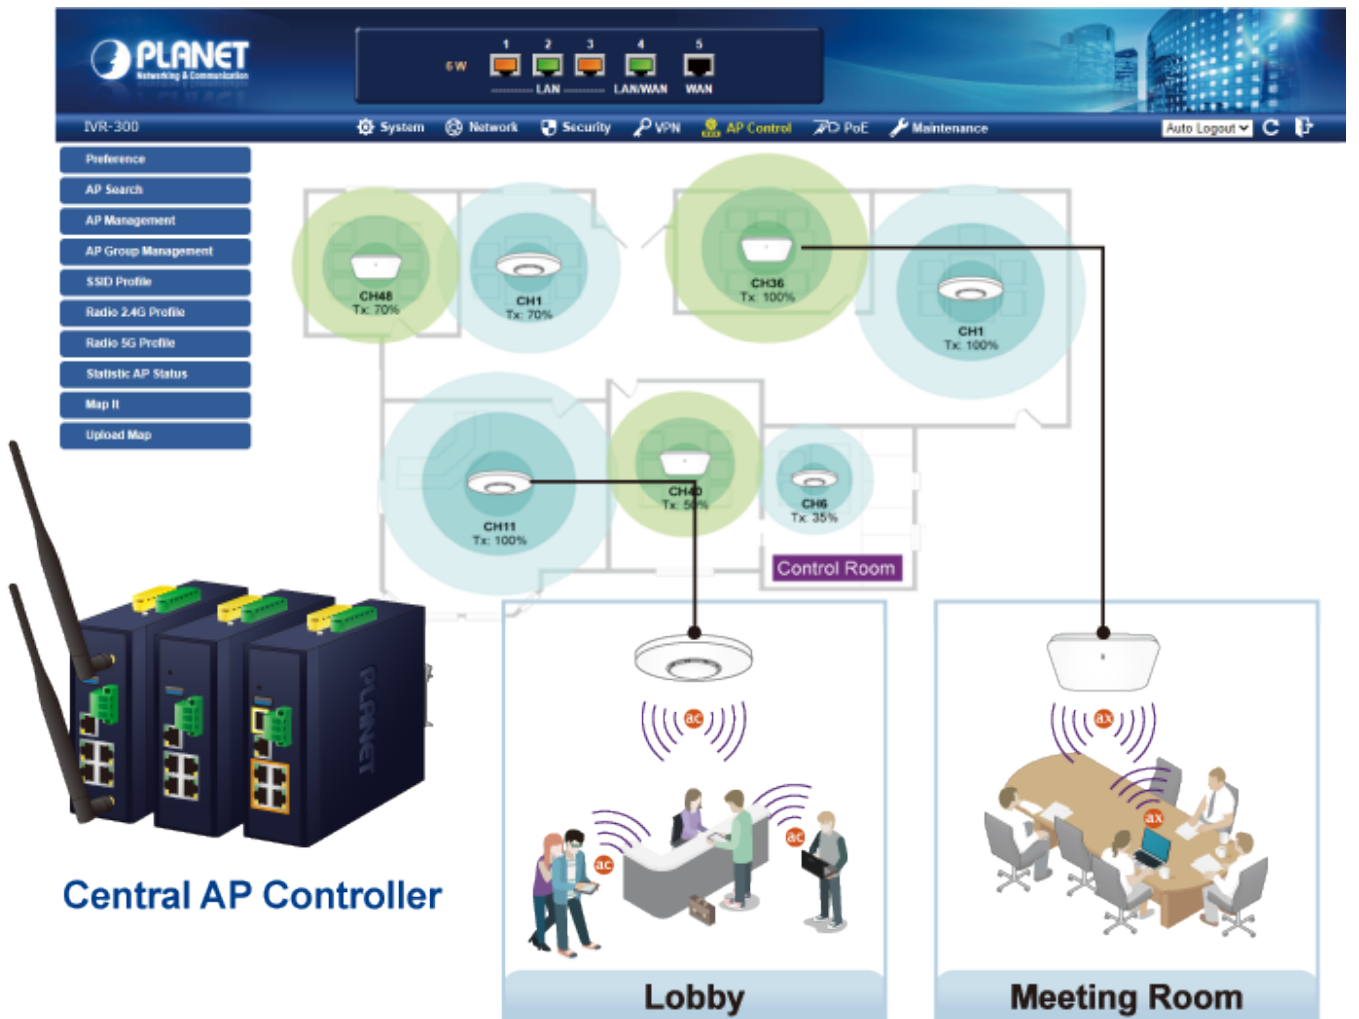 PLANET
Networking & Communication
6 W
1 2 3 4 5
LAN LAN/WAN WAN
IVR-300
System Network Security VPN AP Control PoE Maintenance
Auto Logout
Preference
AP Search
AP Management
AP Group Management
SSID Profile
Radio 2.4G Profile
Radio 5G Profile
Statistic AP Status
Map It
Upload Map
CH48
Tx: 70%
CH1
Tx: 70%
CH36
Tx: 100%
CH1
Tx: 100%
CH11
Tx: 100%
CH40
Tx: 50%
CH6
Tx: 35%
Control Room
PLANET
Central AP Controller
ac
ac
ac
Lobby
ax
ax
Meeting Room